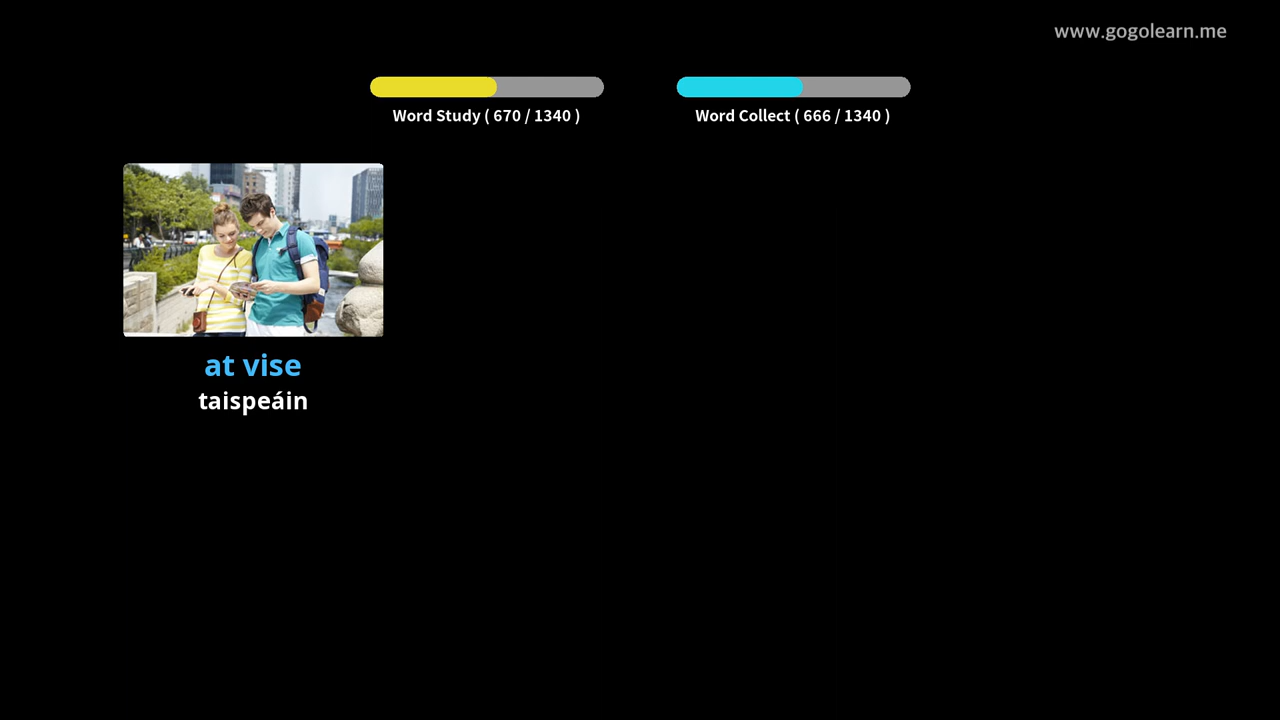 www.gogolearn.me
Word Study ( 670 / 1340 )
Word Collect ( 666 / 1340 )
at vise
taispeáin